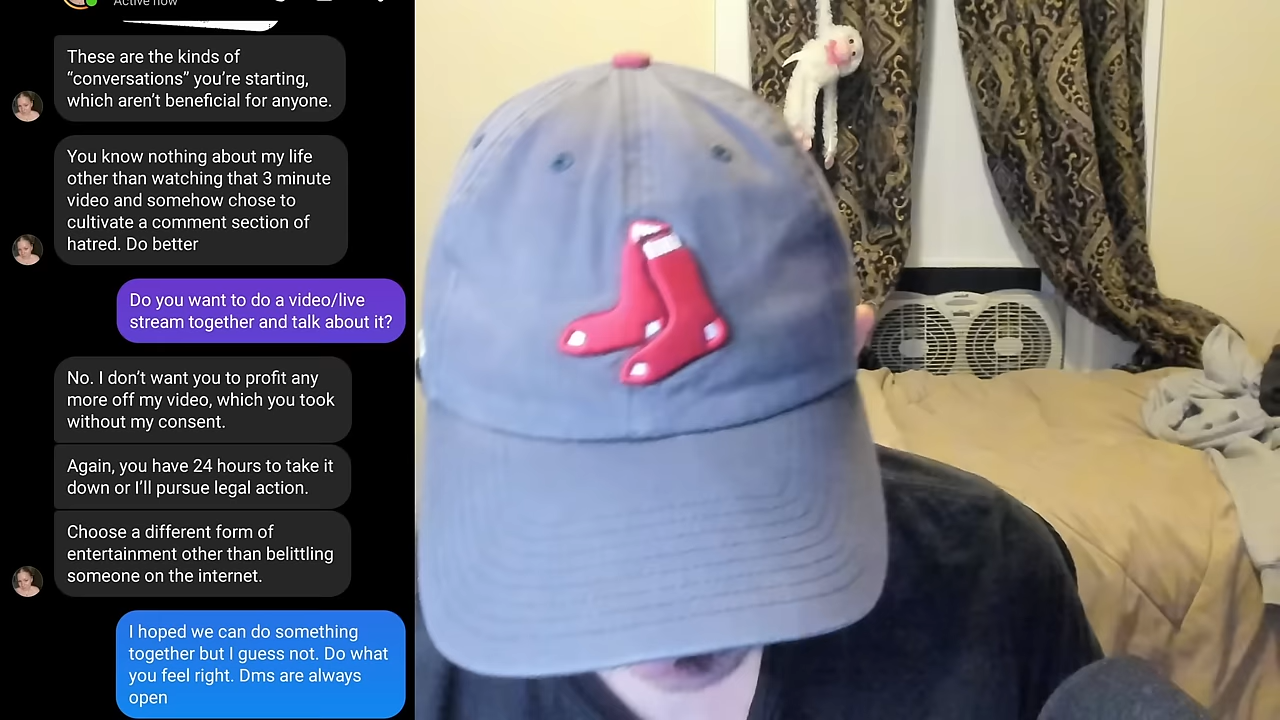 Active now
These are the kinds of
“conversations” you’re starting,
which aren’t beneficial for anyone.
You know nothing about my life
other than watching that 3 minute
video and somehow chose to
cultivate a comment section of
hatred. Do better
Do you want to do a video/live
stream together and talk about it?
No. I don’t want you to profit any
more off my video, which you took
without my consent.
Again, you have 24 hours to take it
down or I’ll pursue legal action.
Choose a different form of
entertainment other than belittling
someone on the internet.
I hoped we can do something
together but I guess not. Do what
you feel right. Dms are always
open